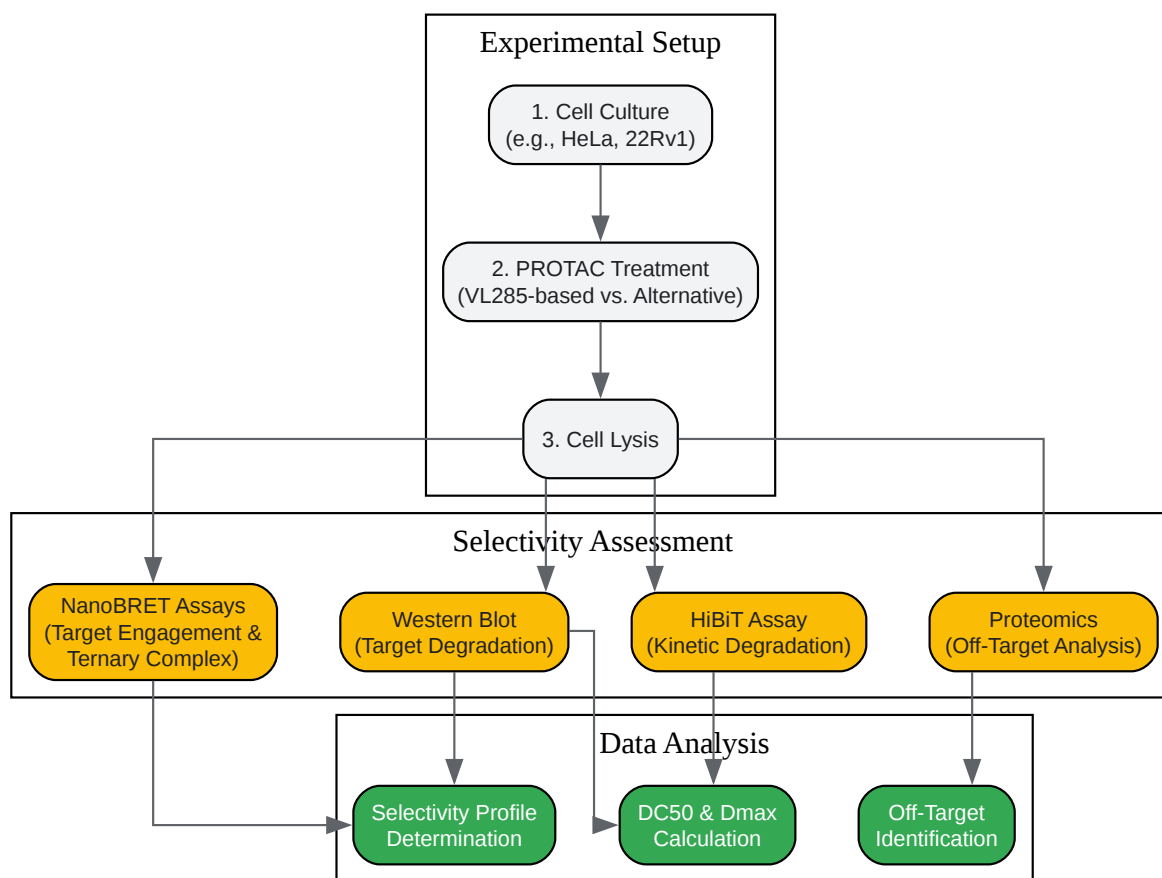 Experimental Setup
1. Cell Culture
(e.g., HeLa, 22Rv1)
2. PROTAC Treatment
(VL285-based vs. Alternative)
3. Cell Lysis
Selectivity Assessment
NanoBRET Assays
(Target Engagement &
Ternary Complex)
Western Blot
(Target Degradation)
HiBiT Assay
(Kinetic Degradation)
Proteomics
(Off-Target Analysis)
Data Analysis
Selectivity Profile
Determination
DC50 & Dmax
Calculation
Off-Target
Identification